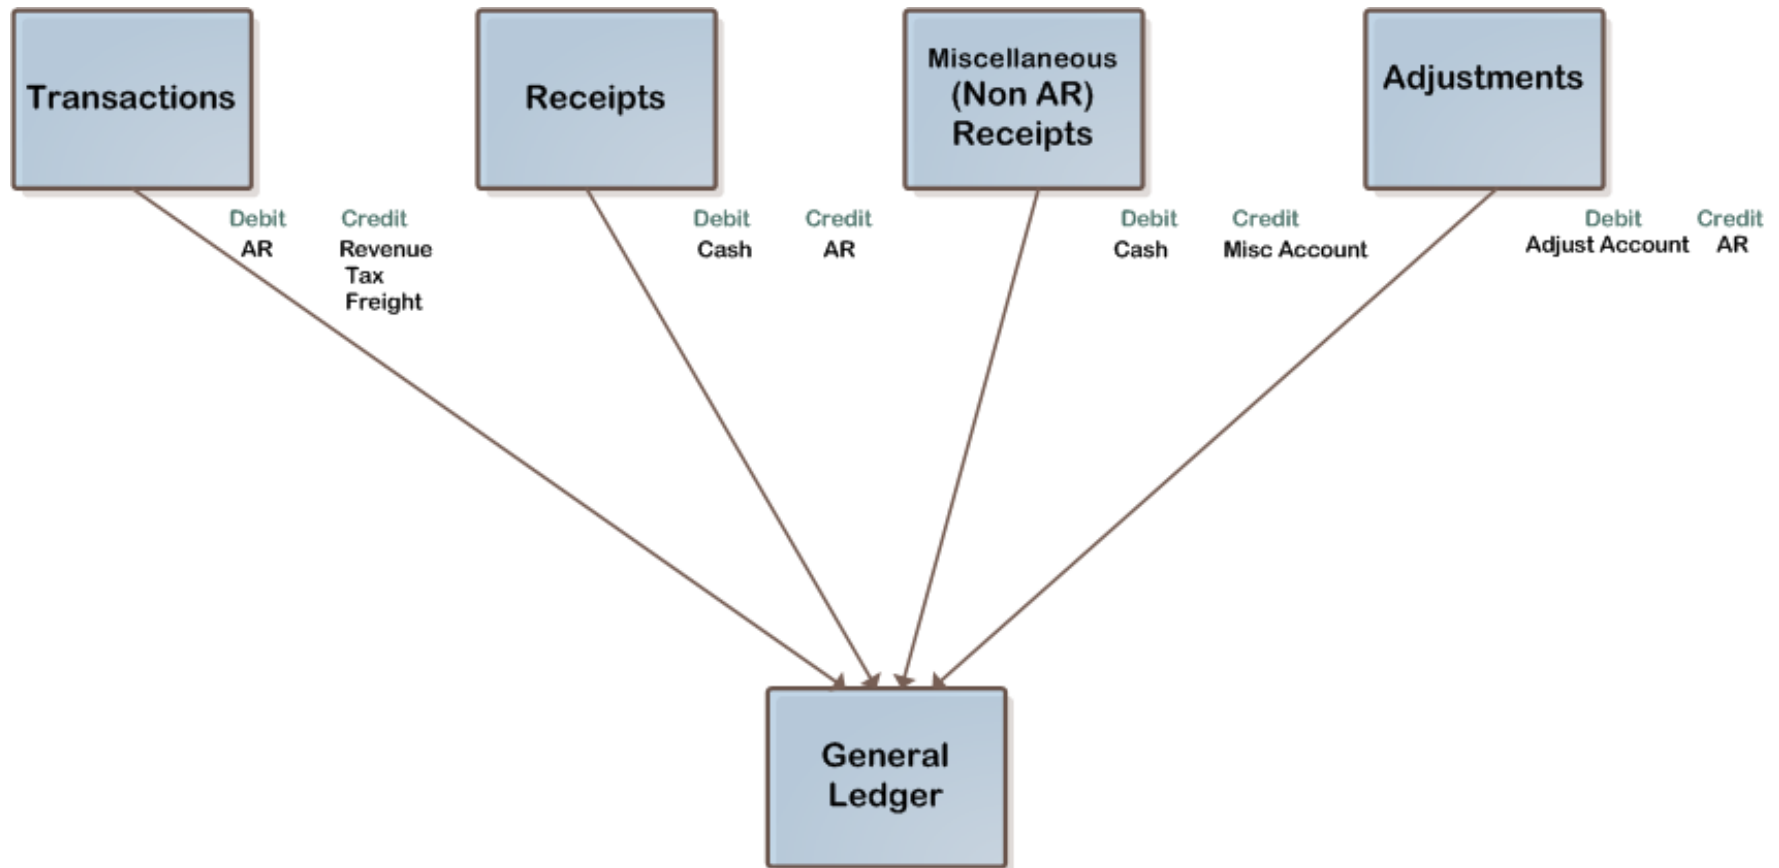 Transactions
Receipts
Miscellaneous
(Non AR)
Receipts
Adjustments
Debit Credit
AR Revenue
Tax
Freight
Debit Credit
Cash AR
Debit Credit
Cash Misc Account
Debit Credit
Adjust Account AR
General
Ledger